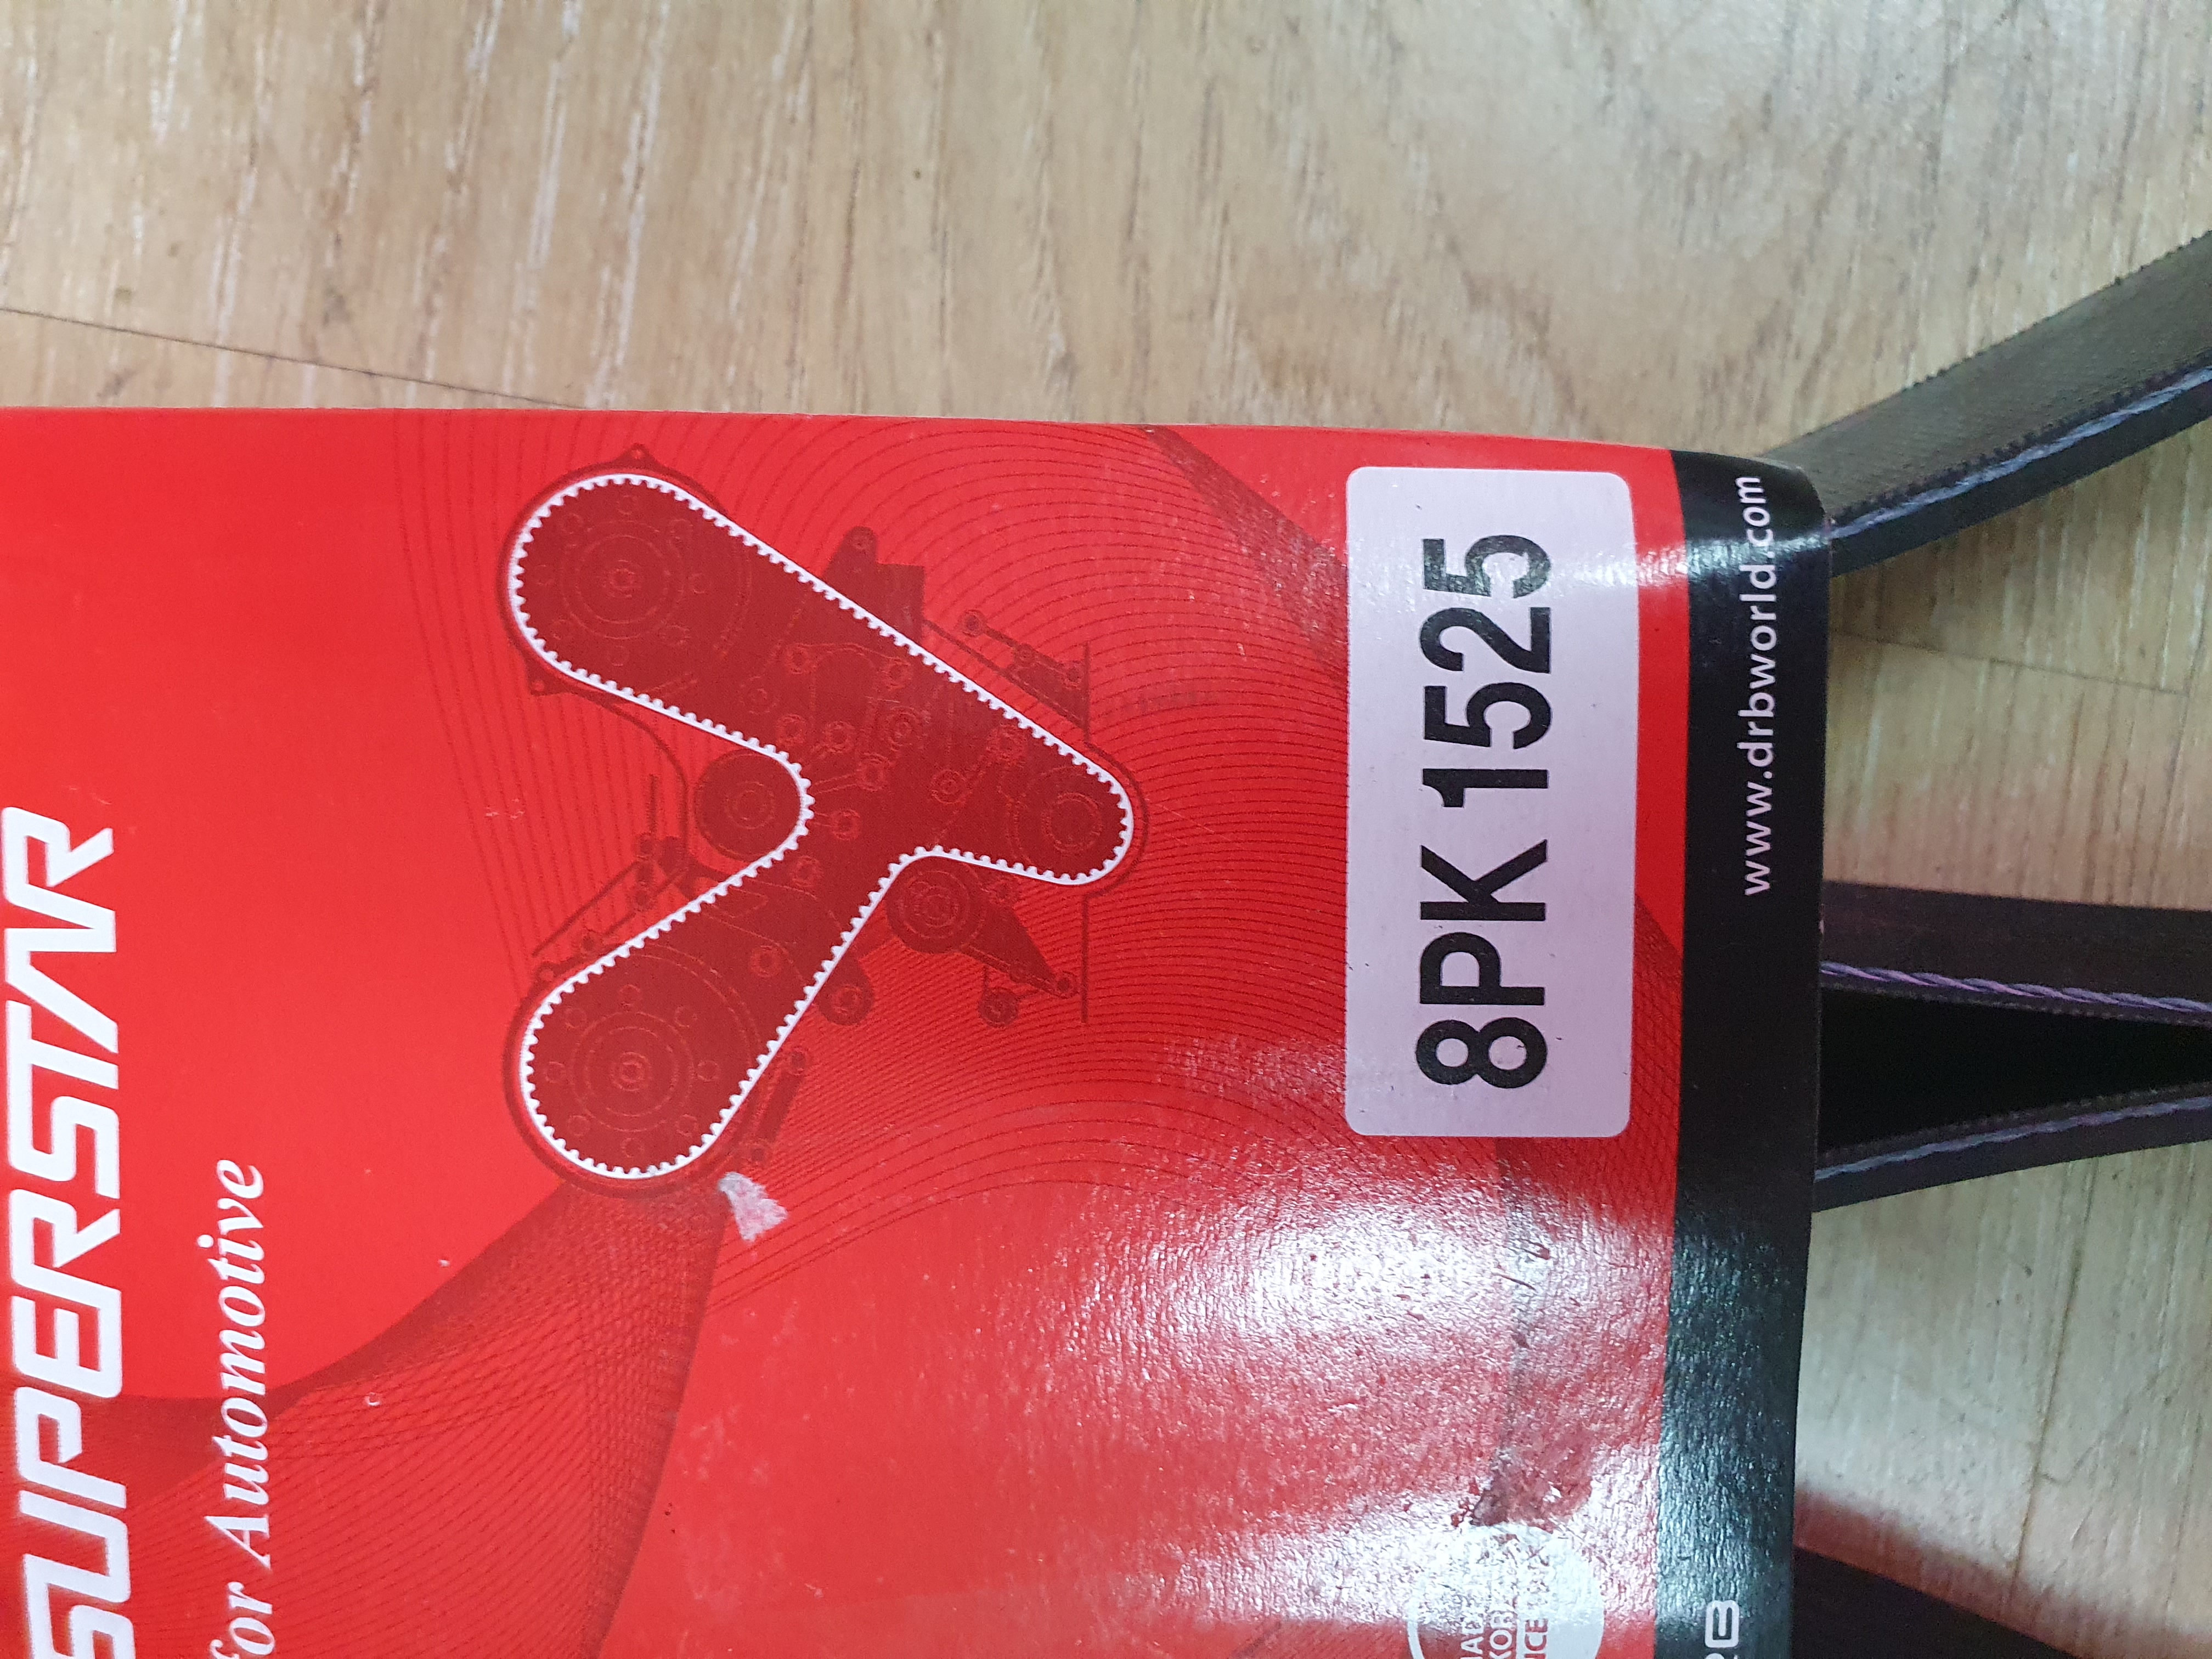 SUPERSTAR
for Automotive
8PK 1525
www.drbworld.com